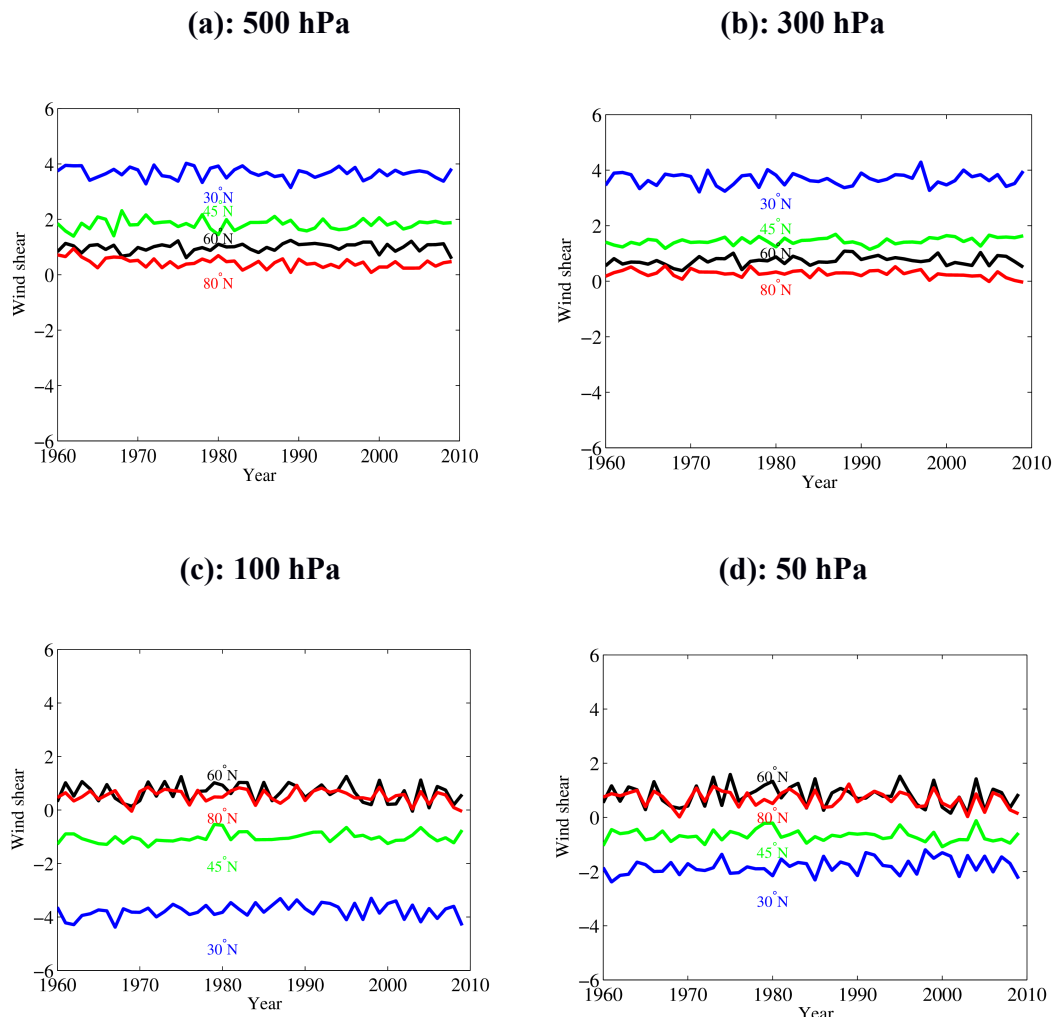 (a): 500 hPa
6
4
2
0
−2
−4
−6
1960 1970 1980 1990 2000 2010
Year
Wind shear
30°N
45°N
60°N
80°N
(b): 300 hPa
6
4
2
0
−2
−4
−6
1960 1970 1980 1990 2000 2010
Year
Wind shear
30°N
45°N
60°N
80°N
(c): 100 hPa
6
4
2
0
−2
−4
−6
1960 1970 1980 1990 2000 2010
Year
Wind shear
60°N
80°N
45°N
30°N
(d): 50 hPa
6
4
2
0
−2
−4
−6
1960 1970 1980 1990 2000 2010
Year
Wind shear
60°N
80°N
45°N
30°N